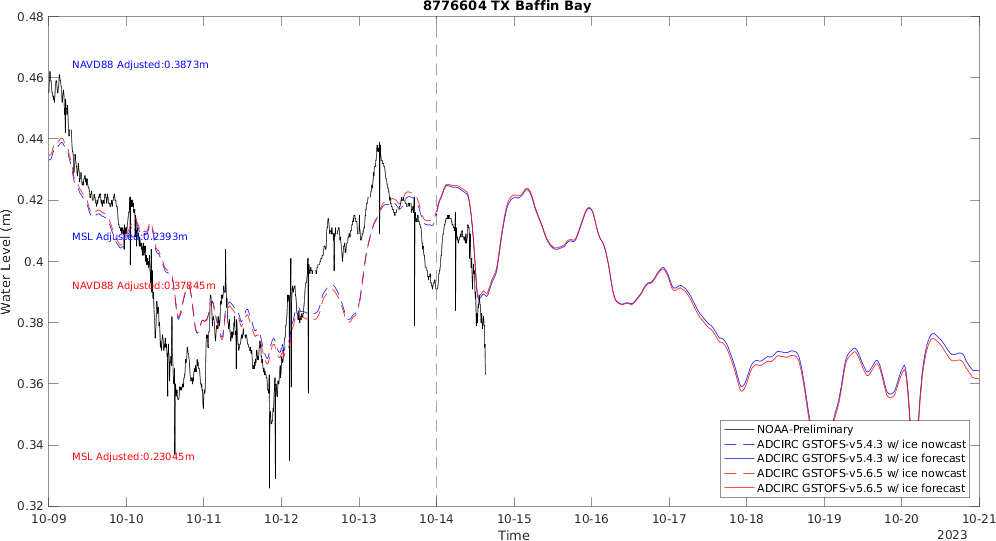 8776604 TX Baffin Bay
Water Level (m)
0.48
0.46
0.44
0.42
0.4
0.38
0.36
0.34
0.32
NAVD88 Adjusted:0.3873m
MSL Adjusted:0.2393m
NAVD88 Adjusted:0.37845m
MSL Adjusted:0.23045m
NOAA-Preliminary
ADCIRC GSTOFS-v5.4.3 w/ ice nowcast
ADCIRC GSTOFS-v5.4.3 w/ ice forecast
ADCIRC GSTOFS-v5.6.5 w/ ice nowcast
ADCIRC GSTOFS-v5.6.5 w/ ice forecast
10-09 10-10 10-11 10-12 10-13 10-14 10-15 10-16 10-17 10-18 10-19 10-20 10-21
Time
2023